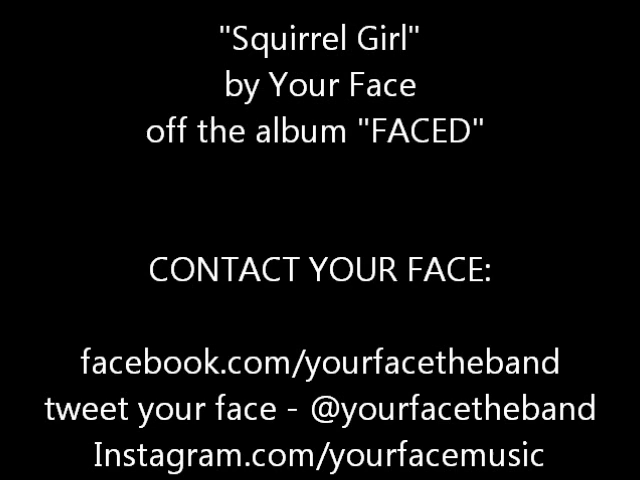 "Squirrel Girl"
by Your Face
off the album "FACED"
CONTACT YOUR FACE:
facebook.com/yourfacetheband
tweet your face - @yourfacetheband
Instagram.com/yourfacemusic